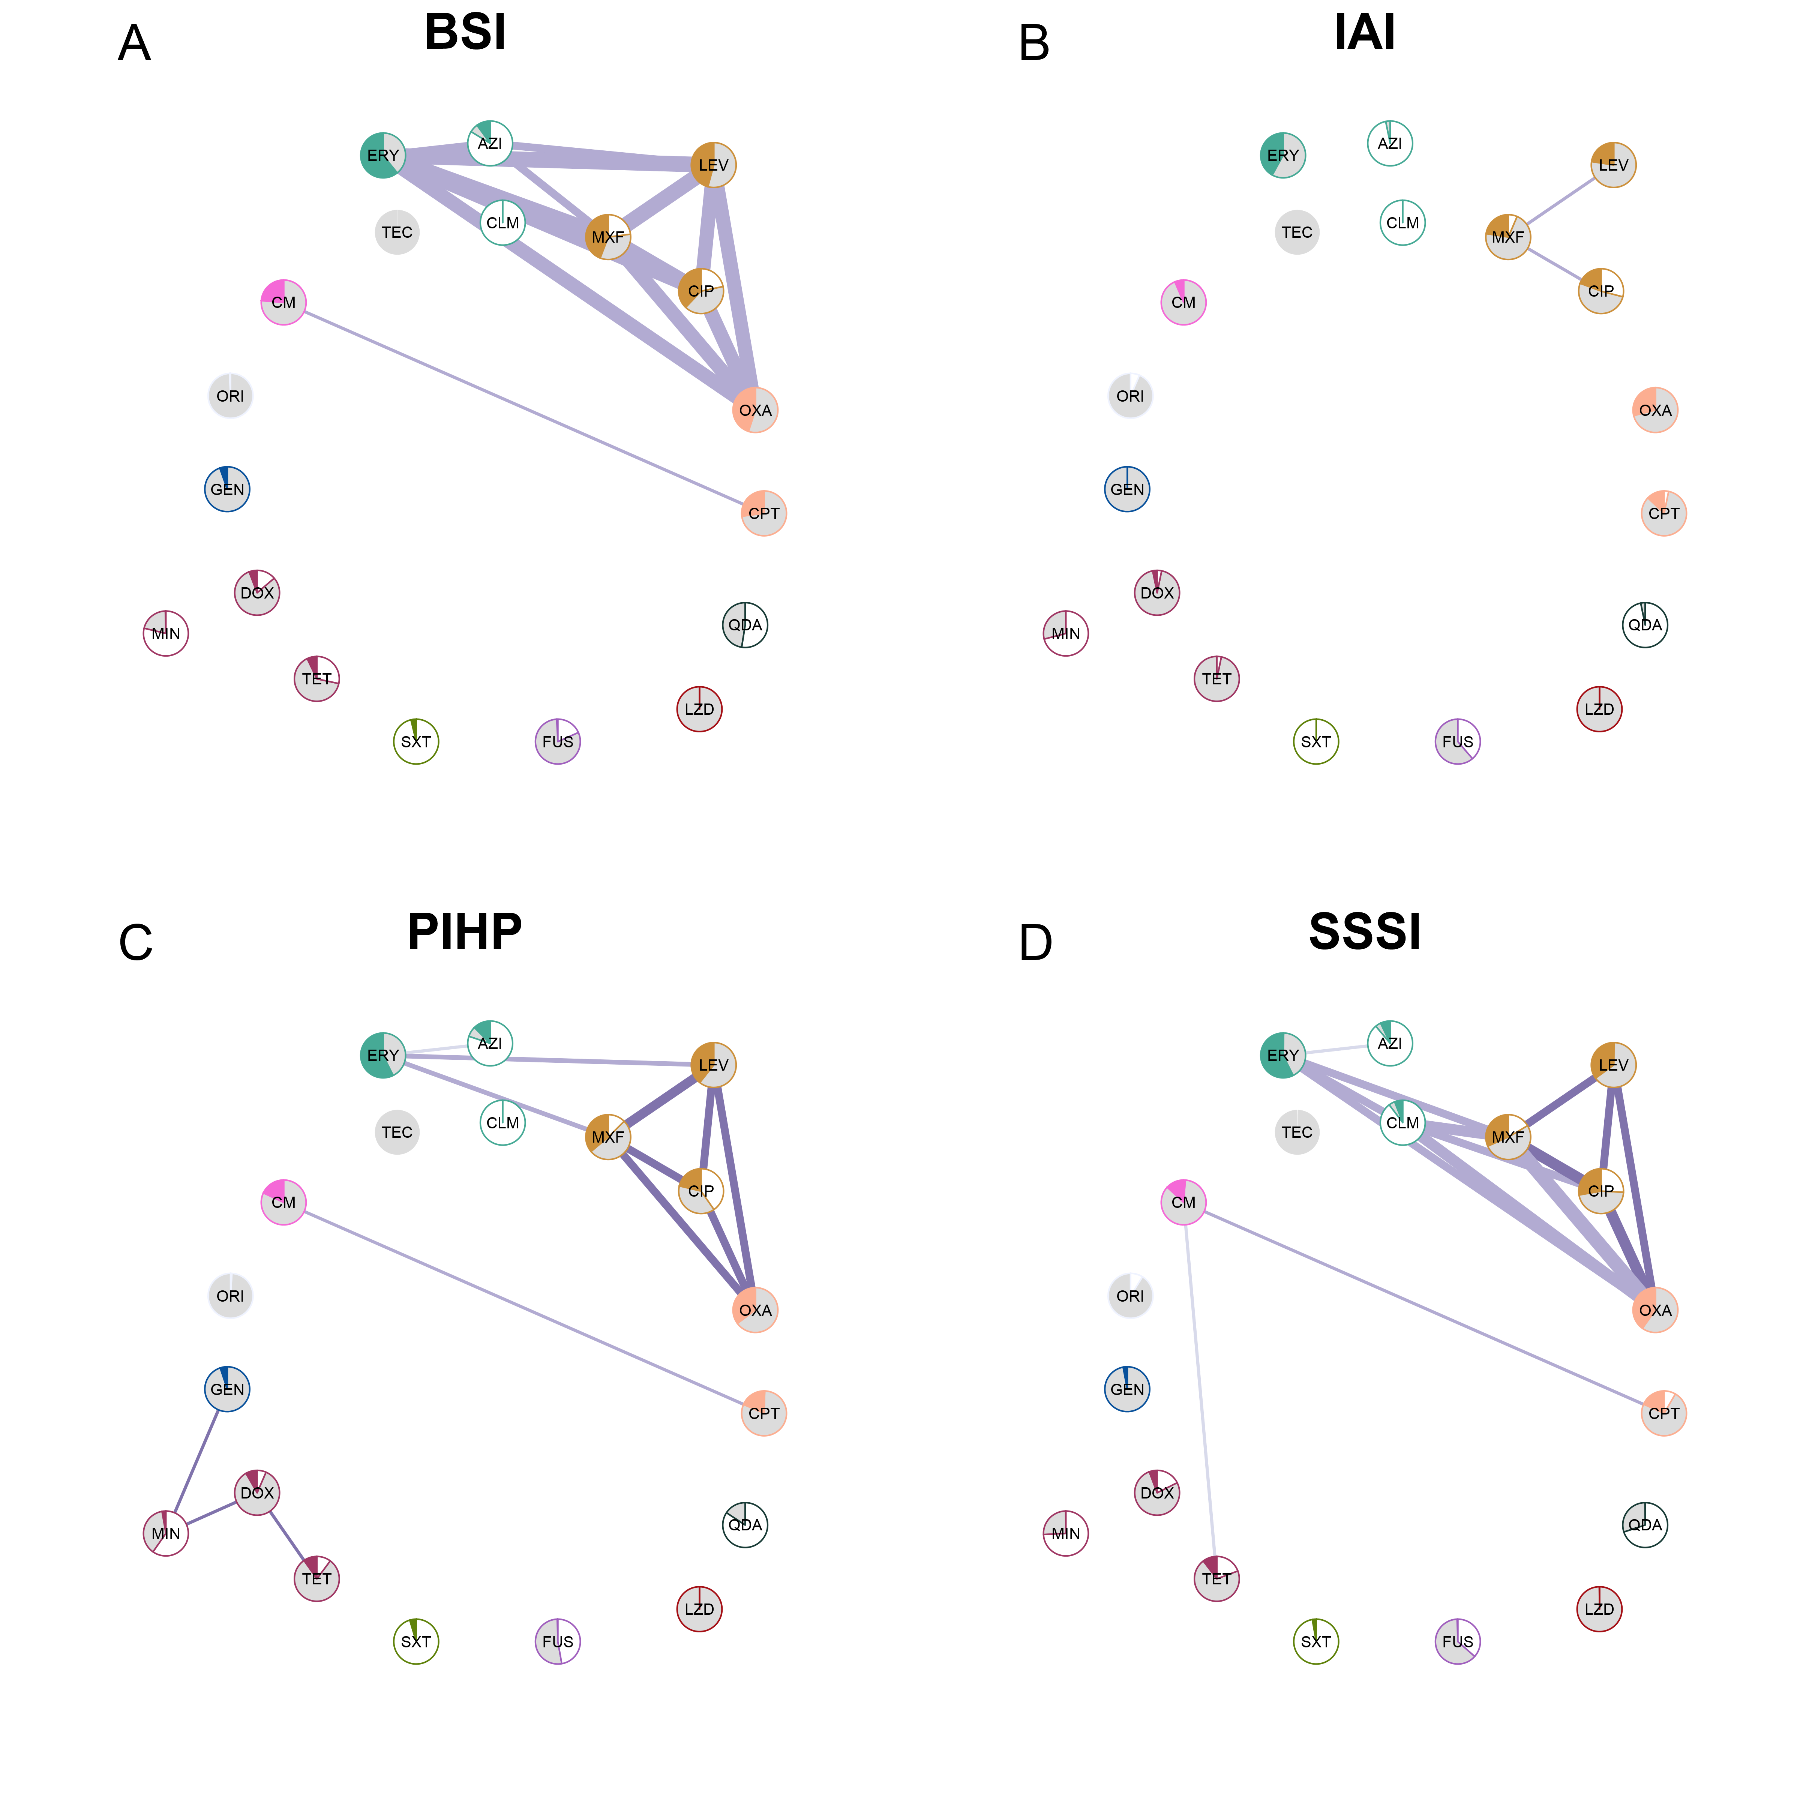 A
BSI
ERY
AZI
LEV
TEC
CLM
MXF
CM
CIP
ORI
OXA
GEN
CPT
DOX
MIN
QDA
TET
LZD
SXT
FUS
B
IAI
ERY
AZI
LEV
TEC
CLM
MXF
CM
CIP
ORI
OXA
GEN
CPT
DOX
MIN
QDA
TET
LZD
SXT
FUS
C
PIHP
ERY
AZI
LEV
TEC
CLM
MXF
CM
CIP
ORI
OXA
GEN
CPT
DOX
MIN
QDA
TET
LZD
SXT
FUS
D
SSSI
ERY
AZI
LEV
TEC
CLM
MXF
CM
CIP
ORI
OXA
GEN
CPT
DOX
MIN
QDA
TET
LZD
SXT
FUS